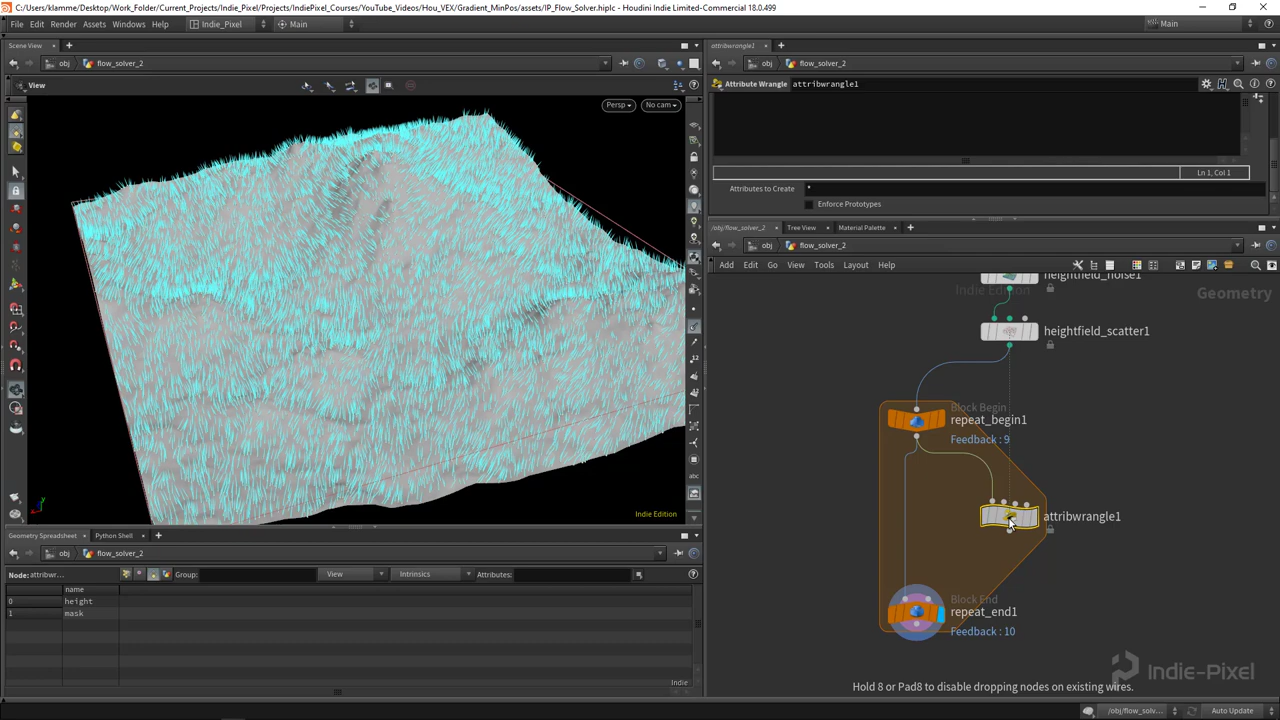 C:/Users/klamme/Desktop/Work_Folder/Current_Projects/Indie_Pixel/Projects/IndiePixel_Courses/YouTube_Videos/Hou_VEX/Gradient_MinPos/assets/IP_Flow_Solver.hiplc - Houdini Indie Limited-Commercial 18.0.499
File Edit Render Assets Windows Help Indie_Pixel Main Main
Scene View
obj flow_solver_2
View
Persp No cam
abc
Indie Edition
attribwrangle1
obj flow_solver_2
Attribute Wrangle attribwrangle1
Ln 1, Col 1
Attributes to Create *
Enforce Prototypes
/obj/flow_solver_2 Tree View Material Palette
obj flow_solver_2
Add Edit Go View Tools Layout Help
Indie Edition
Geometry
heightfield_noise1
heightfield_scatter1
Block Begin
repeat_begin1
Feedback : 9
attribwrangle1
Block End
repeat_end1
Feedback : 10
Indie-Pixel
Hold 8 or Pad8 to disable dropping nodes on existing wires.
Geometry Spreadsheet Python Shell
obj flow_solver_2
Node: attribwr... Group: View Intrinsics Attributes:
name
0 height
1 mask
Indie
/obj/flow_solv... Auto Update